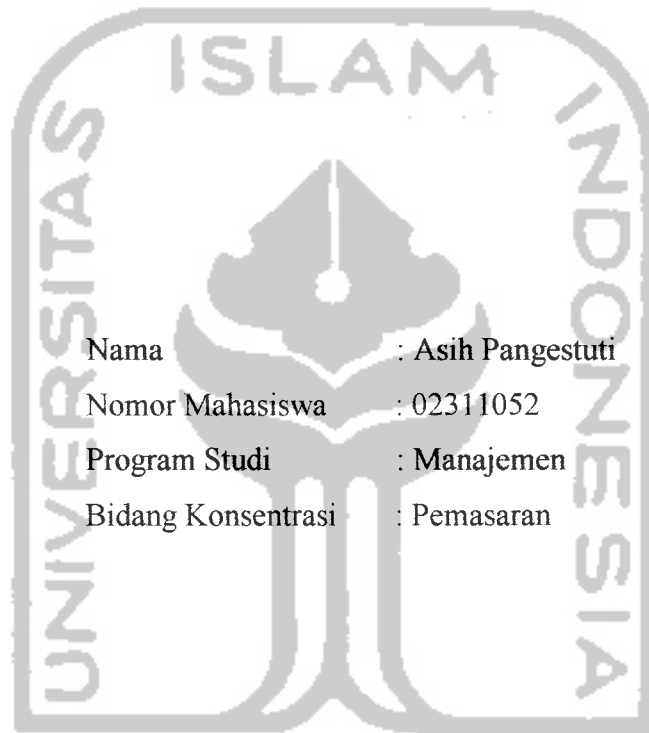 UNIVERSITAS ISLAM INDONESIA
Nama : Asih Pangestuti
Nomor Mahasiswa : 02311052
Program Studi : Manajemen
Bidang Konsentrasi : Pemasaran